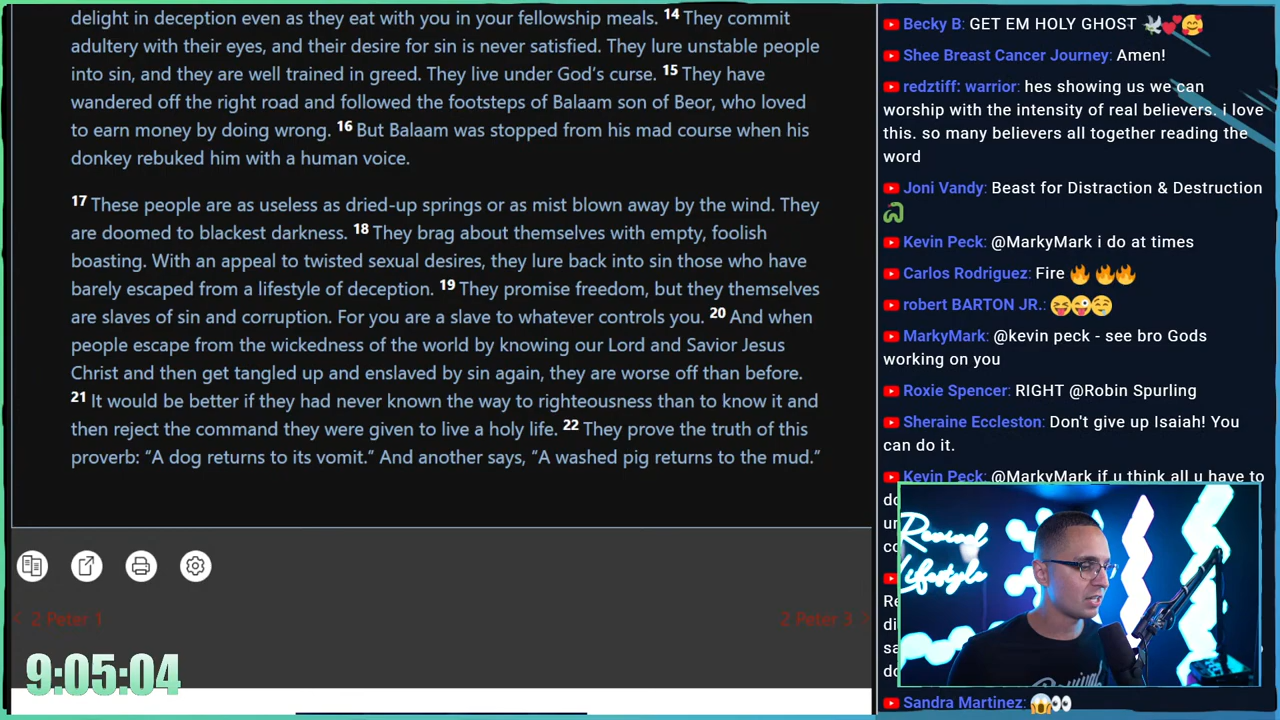 delight in deception even as they eat with you in your fellowship meals. 14 They commit
adultery with their eyes, and their desire for sin is never satisfied. They lure unstable people
into sin, and they are well trained in greed. They live under God’s curse. 15 They have
wandered off the right road and followed the footsteps of Balaam son of Beor, who loved
to earn money by doing wrong. 16 But Balaam was stopped from his mad course when his
donkey rebuked him with a human voice.
17 These people are as useless as dried-up springs or as mist blown away by the wind. They
are doomed to blackest darkness. 18 They brag about themselves with empty, foolish
boasting. With an appeal to twisted sexual desires, they lure back into sin those who have
barely escaped from a lifestyle of deception. 19 They promise freedom, but they themselves
are slaves of sin and corruption. For you are a slave to whatever controls you. 20 And when
people escape from the wickedness of the world by knowing our Lord and Savior Jesus
Christ and then get tangled up and enslaved by sin again, they are worse off than before.
21 It would be better if they had never known the way to righteousness than to know it and
then reject the command they were given to live a holy life. 22 They prove the truth of this
proverb: “A dog returns to its vomit.” And another says, “A washed pig returns to the mud.”
< 2 Peter 1
2 Peter 3 >
9:05:04
Becky B: GET EM HOLY GHOST 🕊️💕🥰
Shee Breast Cancer Journey: Amen!
redztiff: warrior: hes showing us we can
worship with the intensity of real believers. i love
this. so many believers all together reading the
word
Joni Vandy: Beast for Distraction & Destruction
Kevin Peck: @MarkyMark i do at times
Carlos Rodriguez: Fire 🔥 🔥🔥
robert BARTON JR.: 😝😜🤤
MarkyMark: @kevin peck - see bro Gods
working on you
Roxie Spencer: RIGHT @Robin Spurling
Sheraine Eccleston: Don't give up Isaiah! You
can do it.
Kevin Peck: @MarkyMark if u think all u have to
Revival
Lifestyle
Sandra Martinez: 😱👀